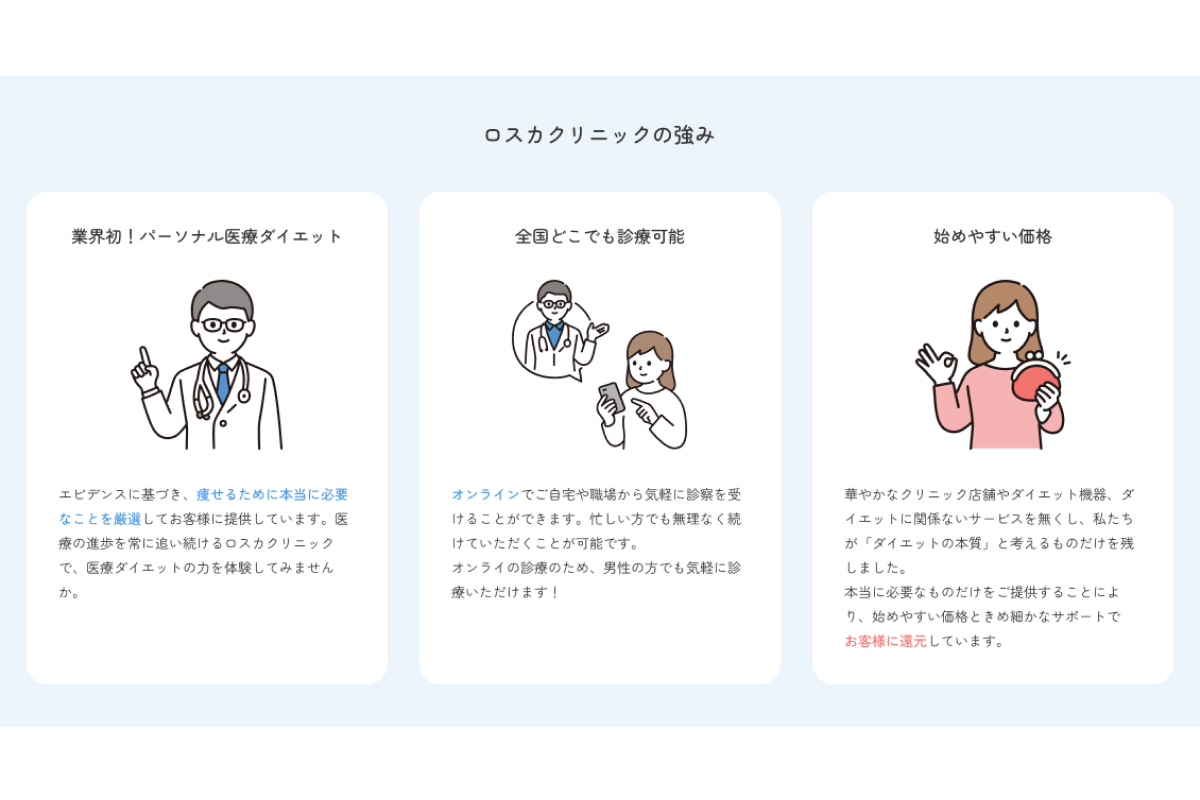 ロスカクリニックの強み
業界初！パーソナル医療ダイエット
エビデンスに基づき、痩せるために本当に必要
なことを厳選してお客様に提供しています。医
療の進歩を常に追い続けるロスカクリニック
で、医療ダイエットの力を体験してみません
か。
全国どこでも診療可能
オンラインでご自宅や職場から気軽に診察を受
けることができます。忙しい方でも無理なく続
けていただくことが可能です。
オンライの診療のため、男性の方でも気軽に診
療いただけます！
始めやすい価格
華やかなクリニック店舗やダイエット機器、ダ
イエットに関係ないサービスを無くし、私たち
が「ダイエットの本質」と考えるものだけを残
しました。
本当に必要なものだけをご提供することによ
り、始めやすい価格ときめ細かなサポートで
お客様に還元しています。